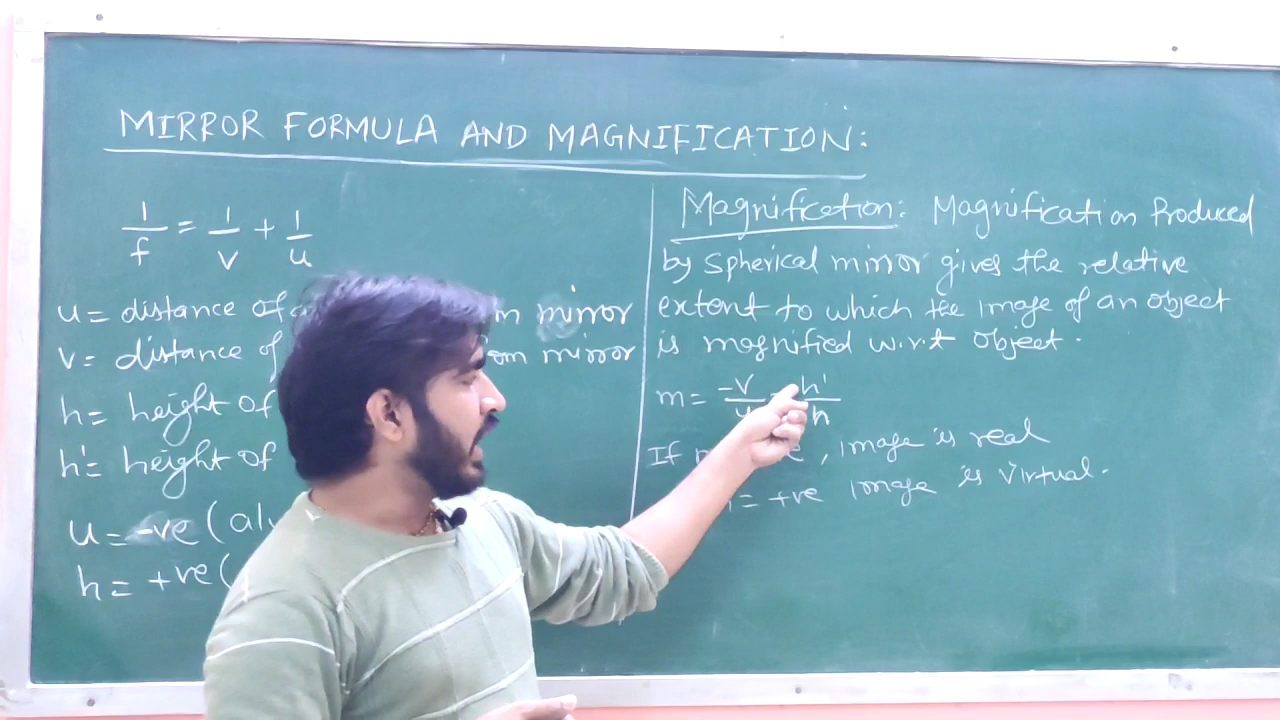 MIRROR FORMULA AND MAGNIFICATION:
1/f = 1/v + 1/u
u = distance of m mirror
v = distance of om mirror
h = height of
h' = height of
u = -ve (al
h = +ve (
Magnification: Magnification Produced
by spherical mirror gives the relative
extent to which the image of an object
is magnified w.r.t object.
m = -v/u h'/h
If , image is real
= +ve image is virtual.